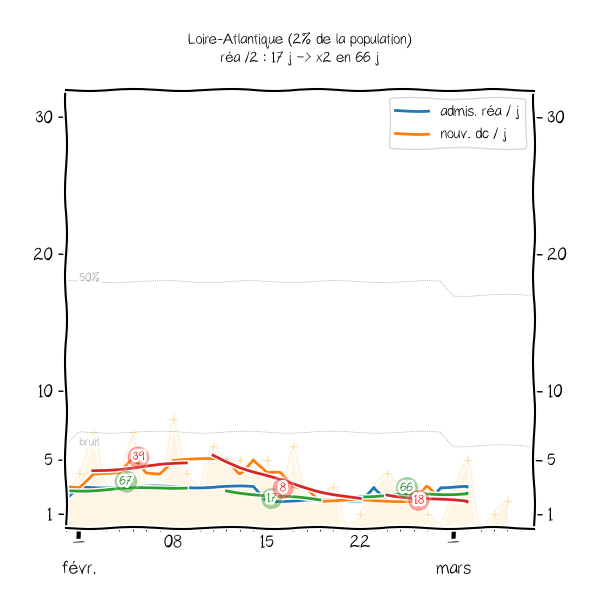 Loire-Atlantique (2% de la population)
réa /2 : 17 j -> x2 en 66 j
admis. réa / j
nouv. dc / j
30
30
20
20
50%
10
10
bruit
5
5
39
67
8
17
66
18
1
1
08
15
22
févr.
mars